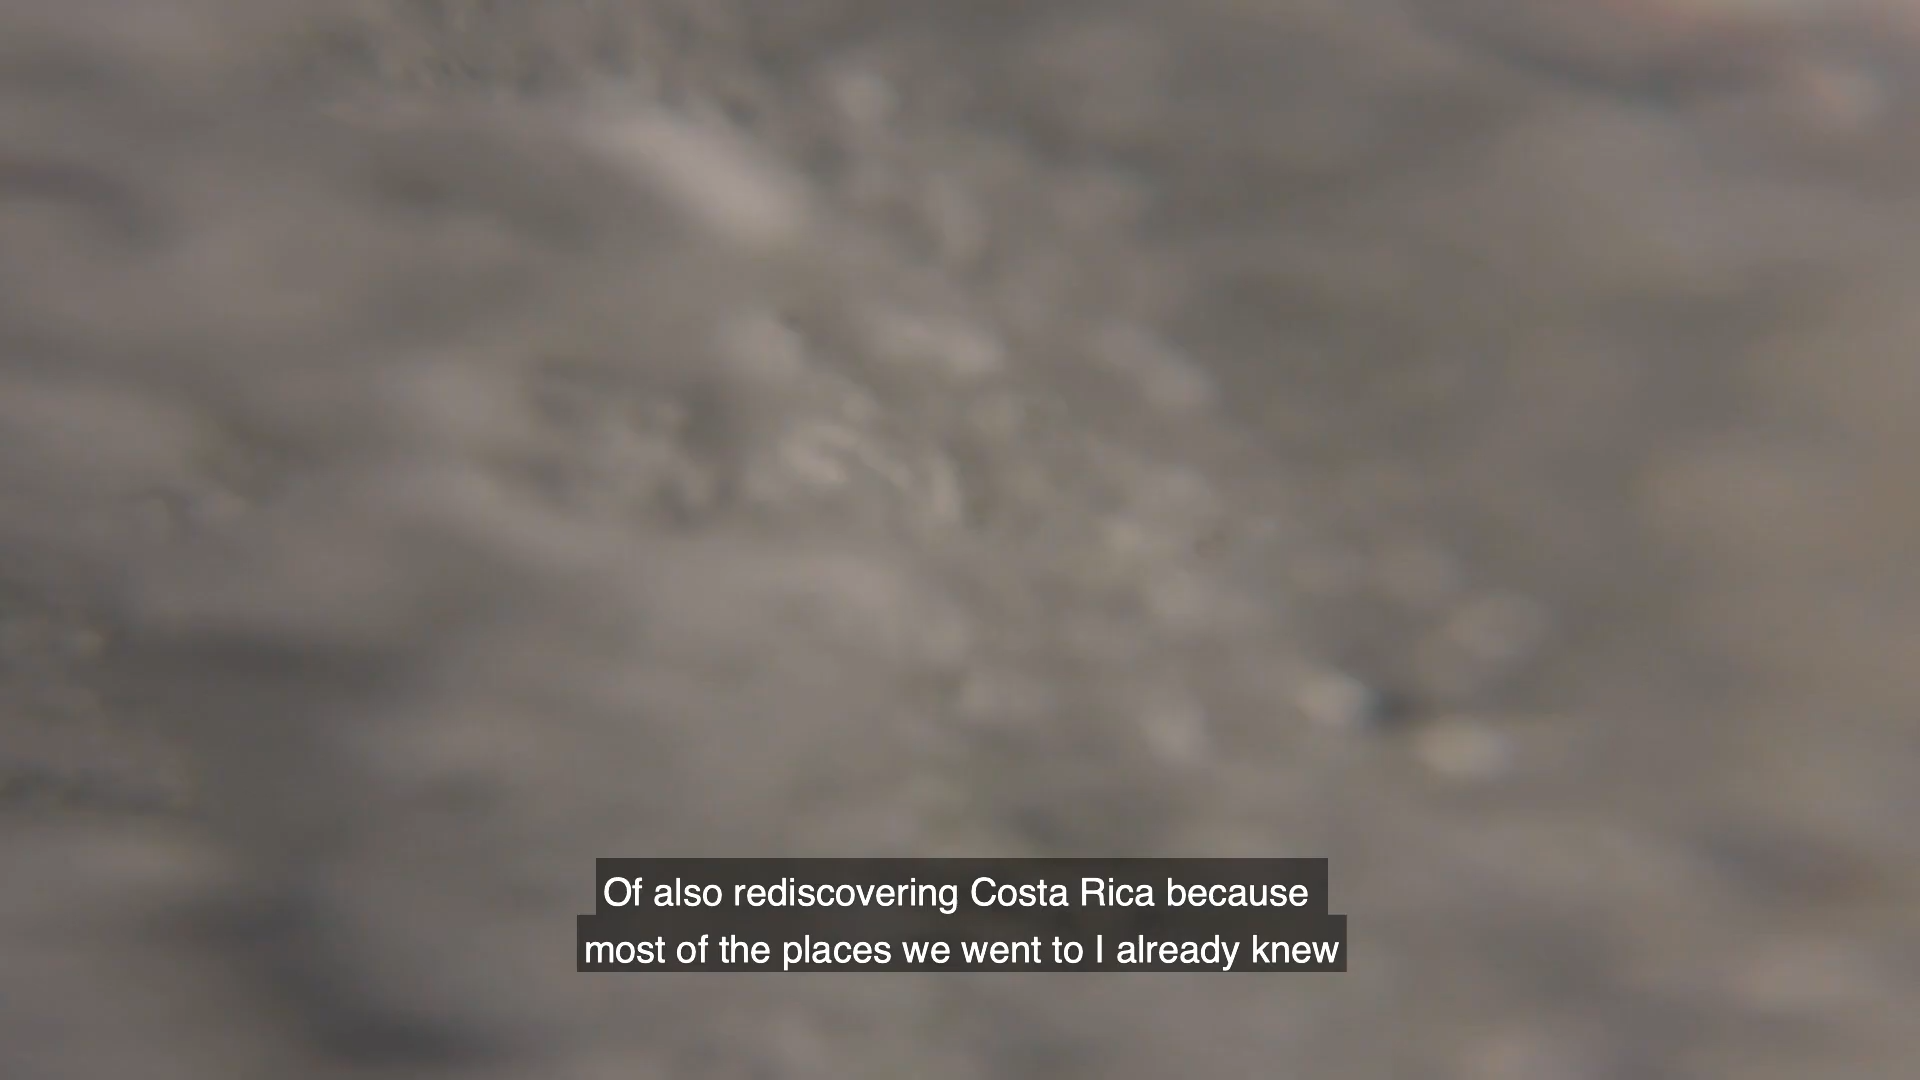 Of also rediscovering Costa Rica because
most of the places we went to I already knew